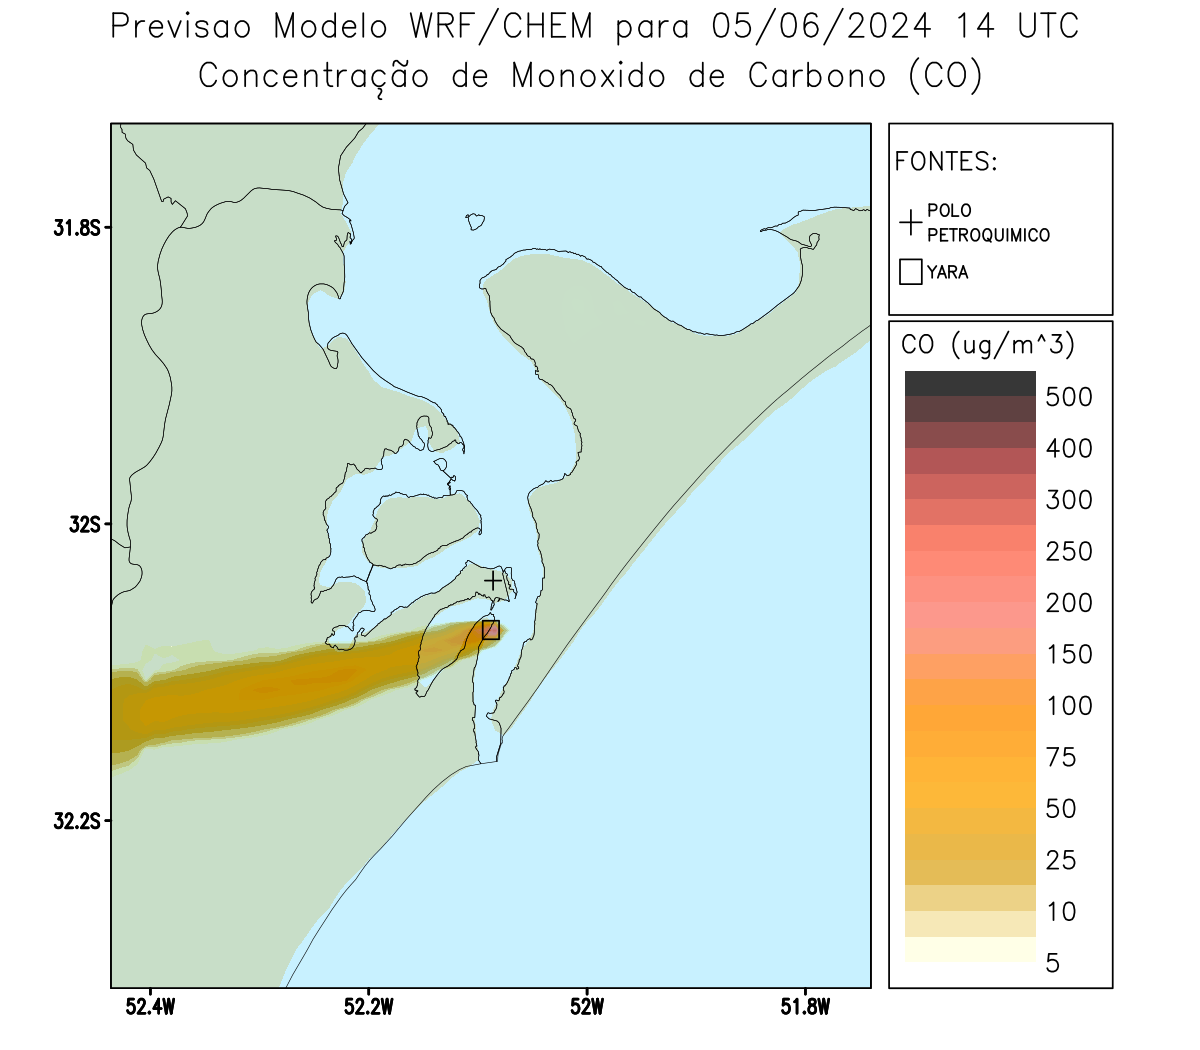 Previsao Modelo WRF/CHEM para 05/06/2024 14 UTC
Concentração de Monoxido de Carbono (CO)
FONTES:
POLO
PETROQUIMICO
YARA
CO (ug/m^3)
500
400
300
250
200
150
100
75
50
25
10
5
31.8S
32S
32.2S
52.4W
52.2W
52W
51.8W